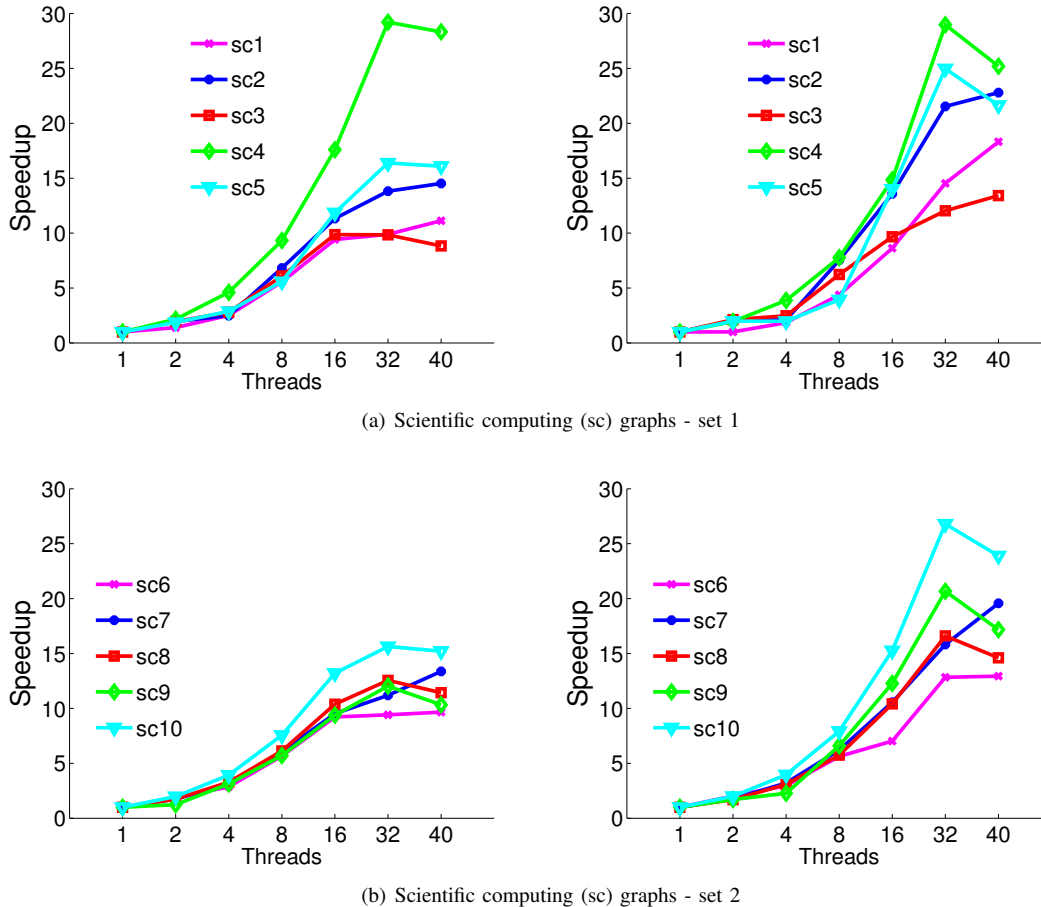 30
25
20
15
10
5
0
Speedup
sc1
sc2
sc3
sc4
sc5
1 2 4 8 16 32 40
Threads
30
25
20
15
10
5
0
Speedup
sc1
sc2
sc3
sc4
sc5
1 2 4 8 16 32 40
Threads
(a) Scientific computing (sc) graphs - set 1
30
25
20
15
10
5
0
Speedup
sc6
sc7
sc8
sc9
sc10
1 2 4 8 16 32 40
Threads
30
25
20
15
10
5
0
Speedup
sc6
sc7
sc8
sc9
sc10
1 2 4 8 16 32 40
Threads
(b) Scientific computing (sc) graphs - set 2